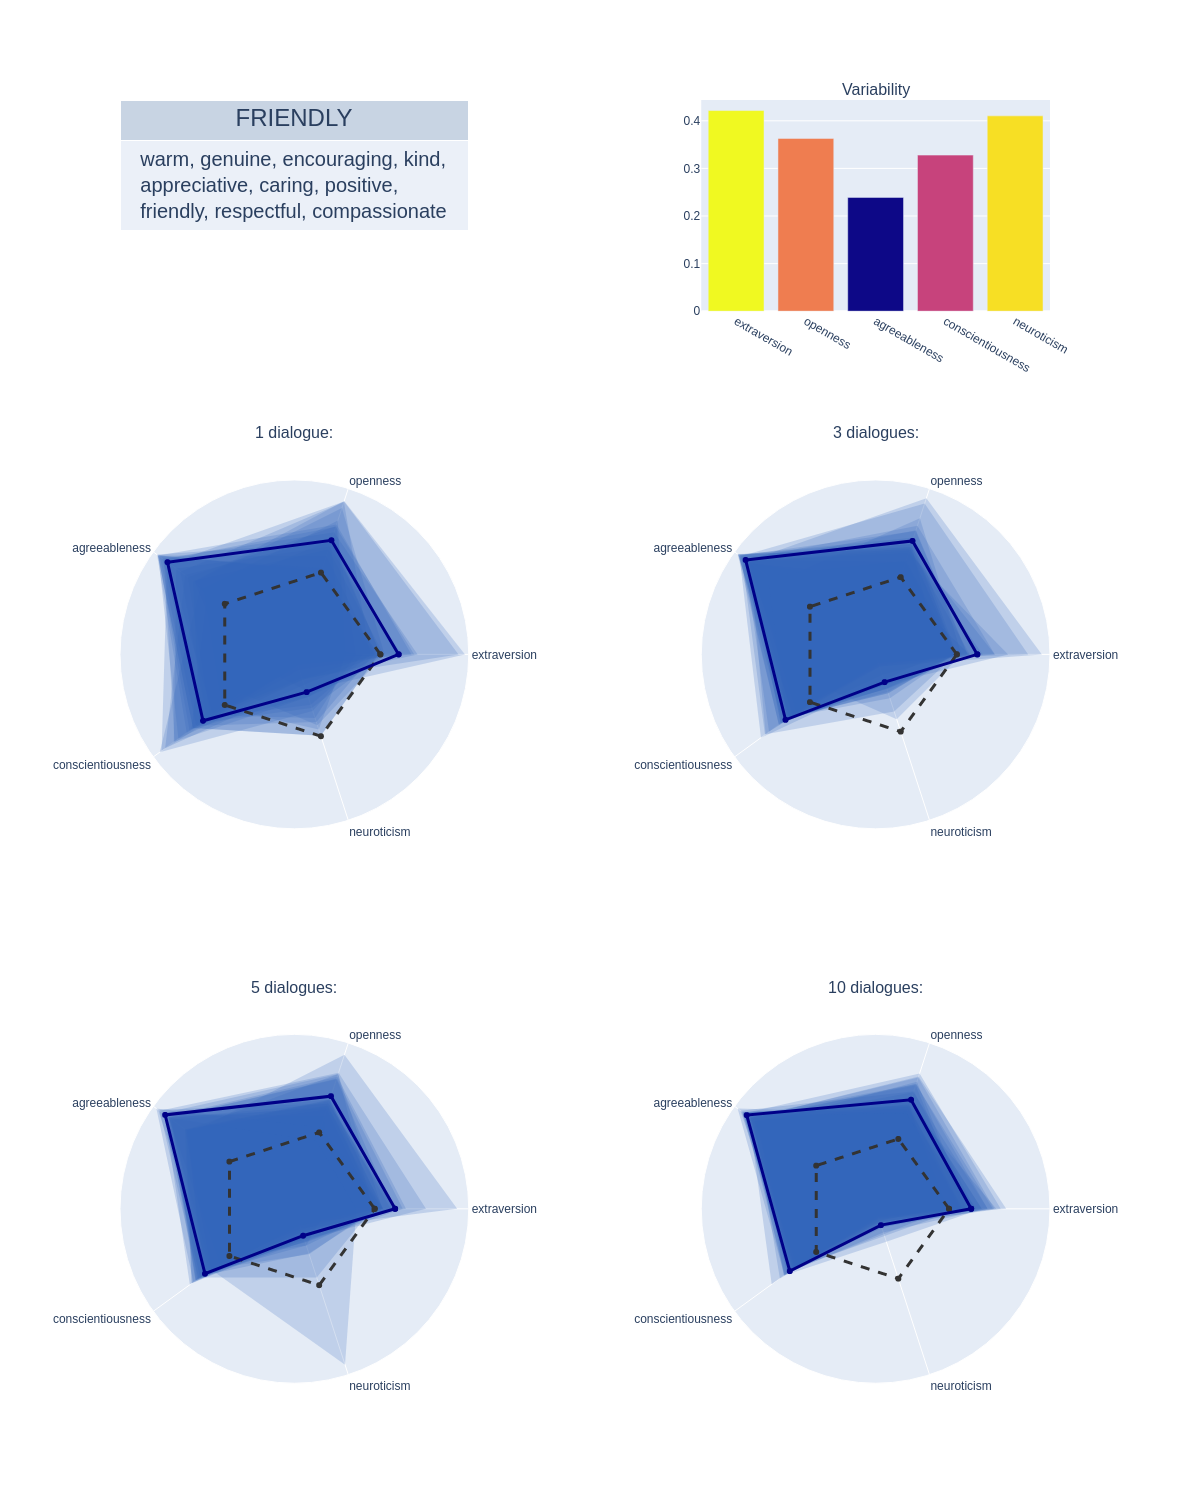 FRIENDLY
warm, genuine, encouraging, kind,
appreciative, caring, positive,
friendly, respectful, compassionate
Variability
0.4
0.3
0.2
0.1
0
extraversion
openness
agreeableness
conscientiousness
neuroticism
1 dialogue:
openness
agreeableness
extraversion
conscientiousness
neuroticism
3 dialogues:
openness
agreeableness
extraversion
conscientiousness
neuroticism
5 dialogues:
openness
agreeableness
extraversion
conscientiousness
neuroticism
10 dialogues:
openness
agreeableness
extraversion
conscientiousness
neuroticism